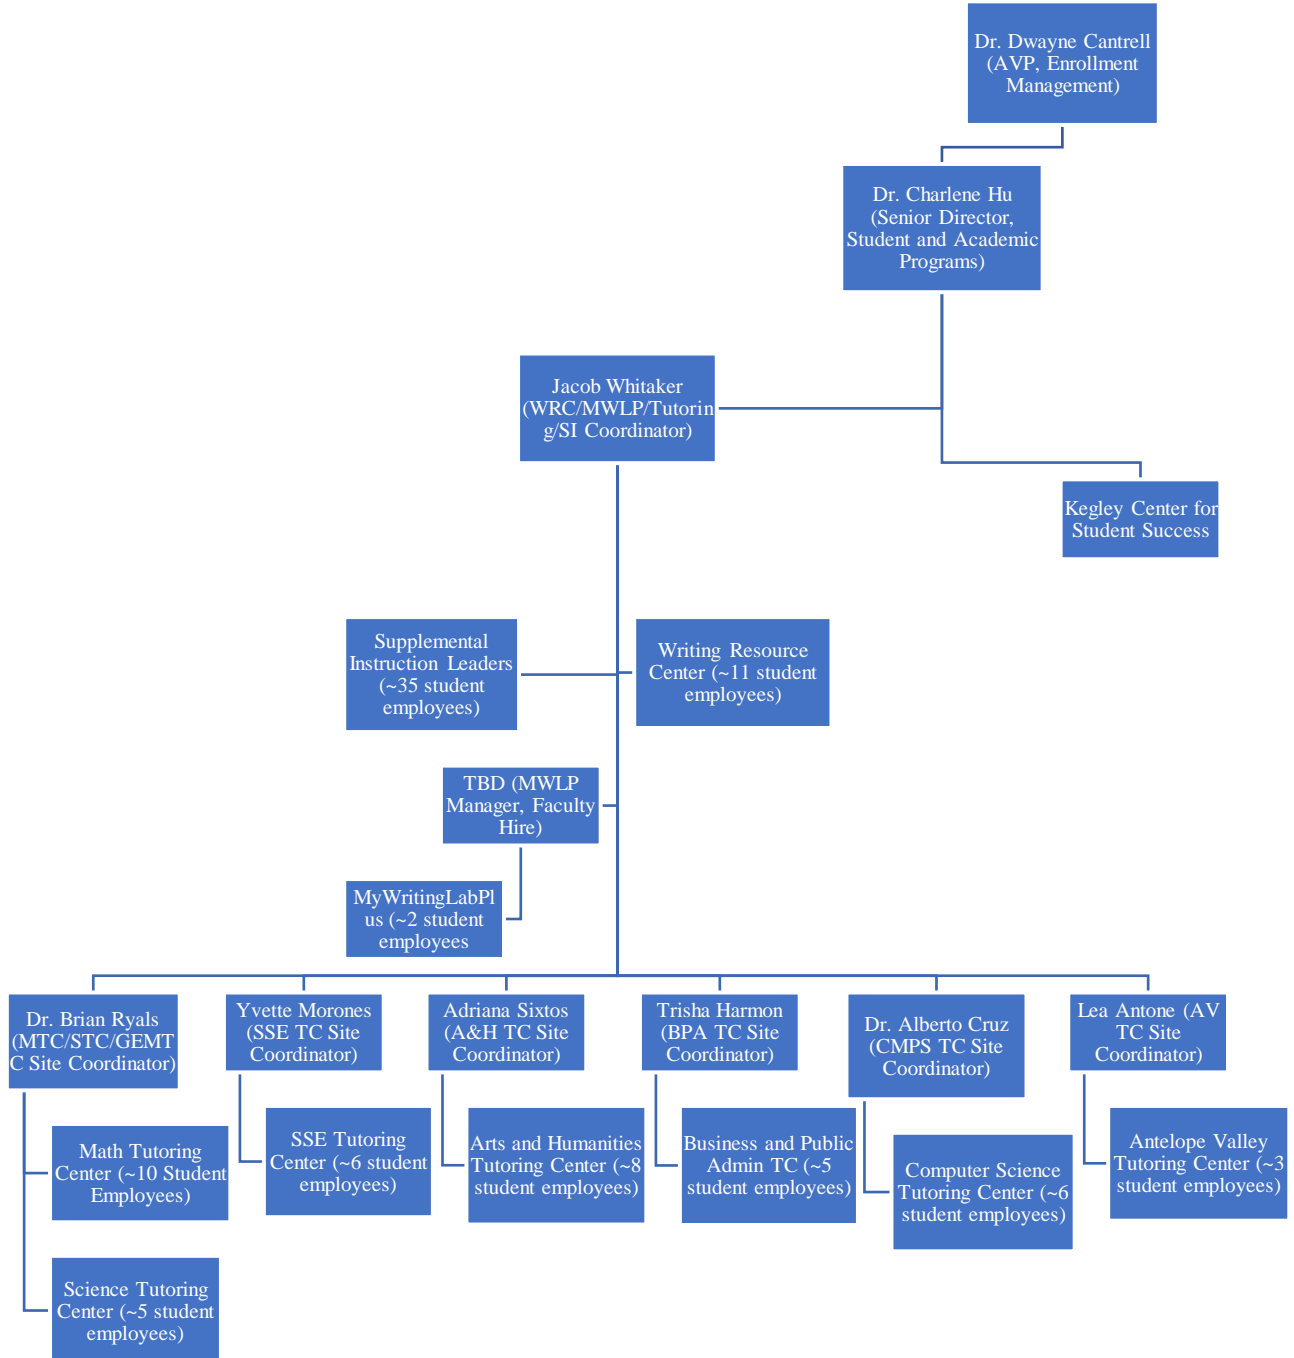 Dr. Dwayne Cantrell
(AVP, Enrollment
Management)
Dr. Charlene Hu
(Senior Director,
Student and Academic
Programs)
Jacob Whitaker
(WRC/MWLP/Tutorin
g/SI Coordinator)
Kegley Center for
Student Success
Supplemental
Instruction Leaders
(~35 student
employees)
Writing Resource
Center (~11 student
employees)
TBD (MWLP
Manager, Faculty
Hire)
MyWritingLabPl
us (~2 student
employees
Dr. Brian Ryals
(MTC/STC/GEMT
C Site Coordinator)
Yvette Morones
(SSE TC Site
Coordinator)
Adriana Sixtos
(A&H TC Site
Coordinator)
Trisha Harmon
(BPA TC Site
Coordinator)
Dr. Alberto Cruz
(CMPS TC Site
Coordinator)
Lea Antone (AV
TC Site
Coordinator)
Math Tutoring
Center (~10 Student
Employees)
SSE Tutoring
Center (~6 student
employees)
Arts and Humanities
Tutoring Center (~8
student employees)
Business and Public
Admin TC (~5
student employees)
Computer Science
Tutoring Center (~6
student employees)
Antelope Valley
Tutoring Center (~3
student employees)
Science Tutoring
Center (~5 student
employees)